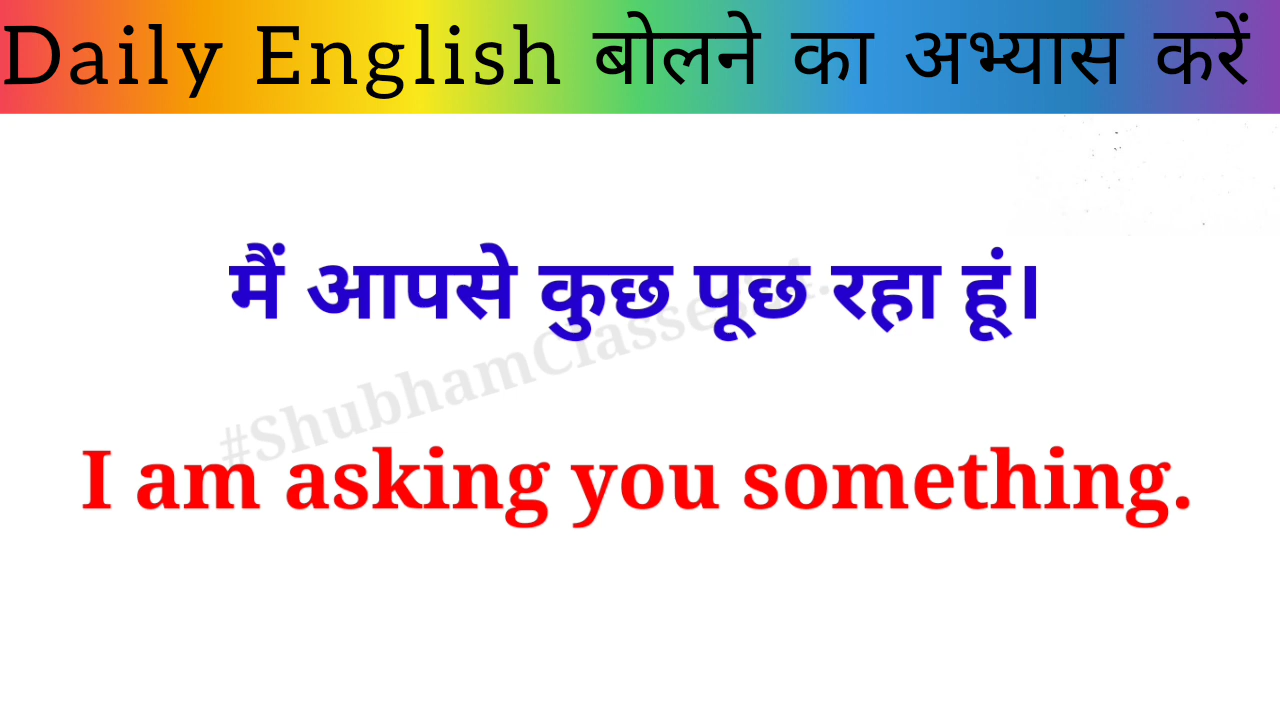 Daily English बोलने का अभ्यास करें
मैं आपसे कुछ पूछ रहा हूं।
I am asking you something.